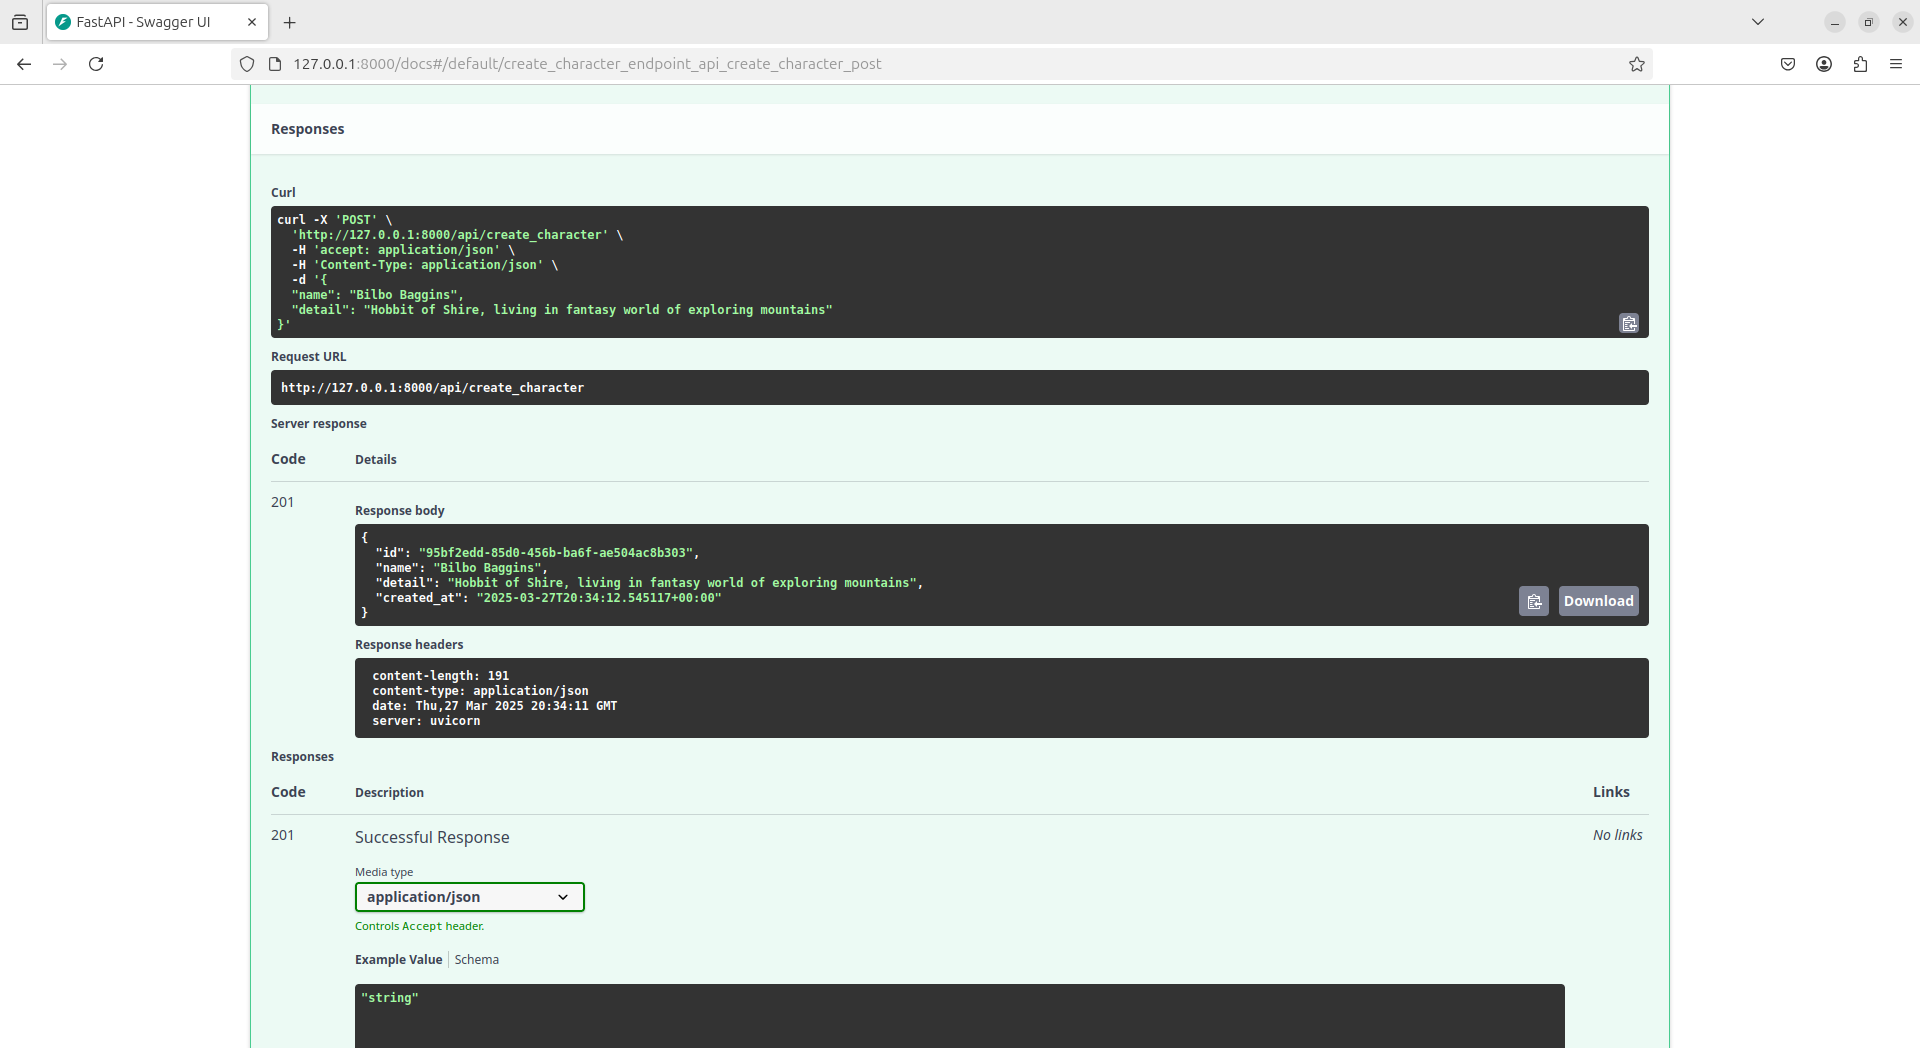 FastAPI - Swagger UI
127.0.0.1:8000/docs#/default/create_character_endpoint_api_create_character_post
Responses
Curl
curl -X 'POST' \
  'http://127.0.0.1:8000/api/create_character' \
  -H 'accept: application/json' \
  -H 'Content-Type: application/json' \
  -d '{
  "name": "Bilbo Baggins",
  "detail": "Hobbit of Shire, living in fantasy world of exploring mountains"
}'
Request URL
http://127.0.0.1:8000/api/create_character
Server response
Code Details
201
Response body
{
  "id": "95bf2edd-85d0-456b-ba6f-ae504ac8b303",
  "name": "Bilbo Baggins",
  "detail": "Hobbit of Shire, living in fantasy world of exploring mountains",
  "created_at": "2025-03-27T20:34:12.545117+00:00"
}
Download
Response headers
content-length: 191
content-type: application/json
date: Thu,27 Mar 2025 20:34:11 GMT
server: uvicorn
Responses
Code Description Links
201 Successful Response No links
Media type
application/json
Controls Accept header.
Example Value Schema
"string"